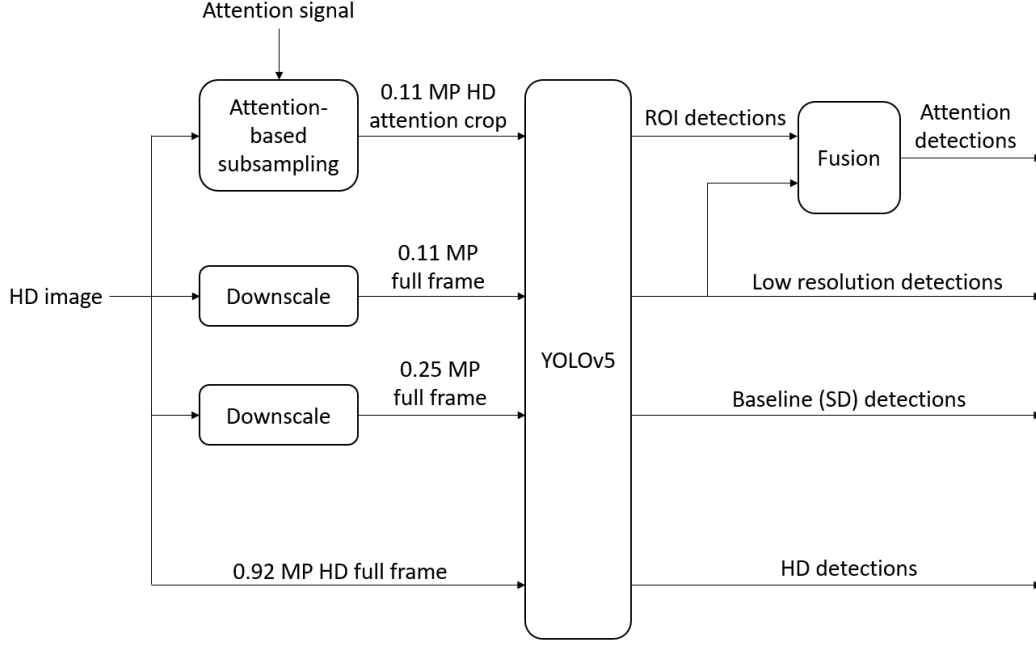 Attention signal
Attention-
based
subsampling
0.11 MP HD
attention crop
ROI detections
Fusion
Attention
detections
HD image
Downscale
0.11 MP
full frame
Low resolution detections
YOLOv5
Downscale
0.25 MP
full frame
Baseline (SD) detections
0.92 MP HD full frame
HD detections